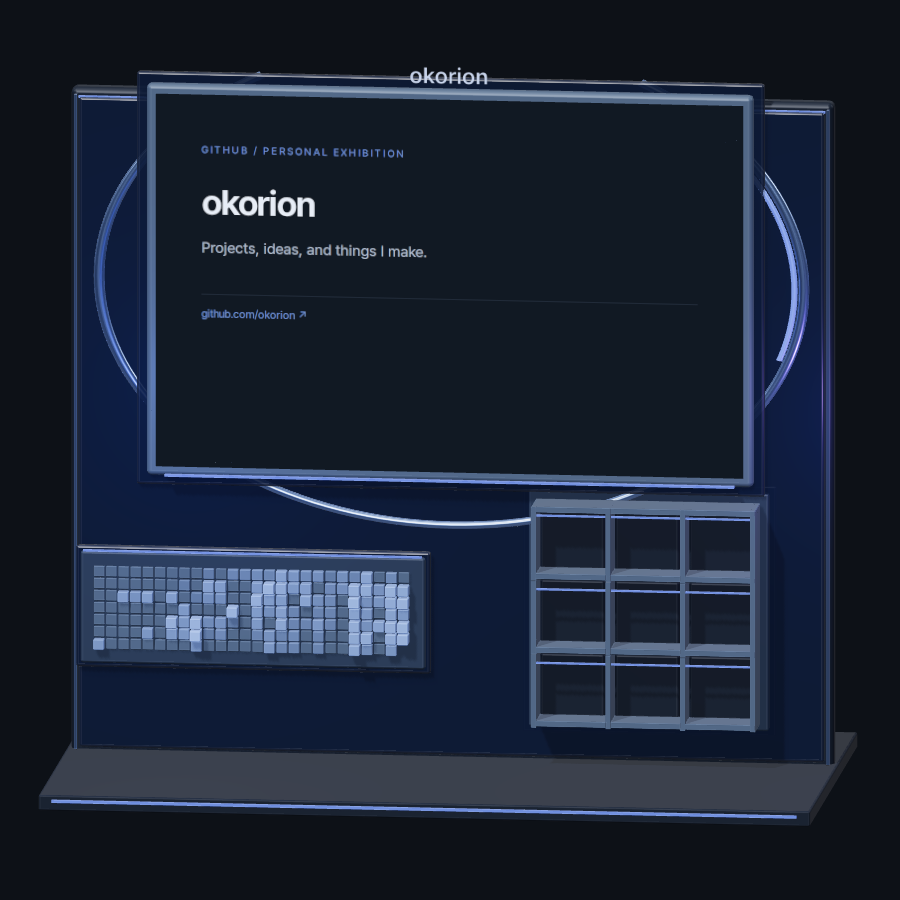 okorion
GITHUB / PERSONAL EXHIBITION
okorion
Projects, ideas, and things I make.
github.com/okorion ↗